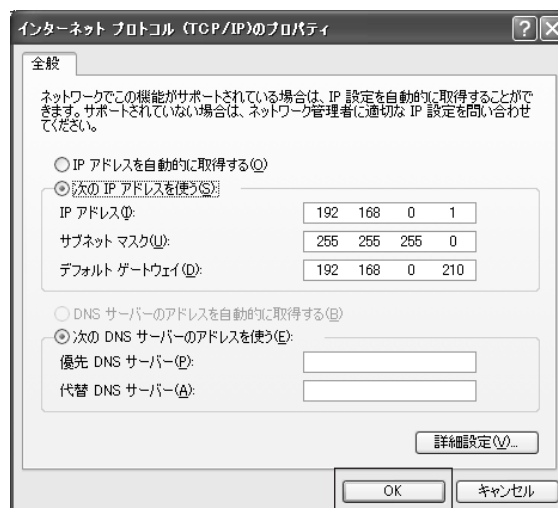 インターネット プロトコル (TCP/IP)のプロパティ
全般
ネットワークでこの機能がサポートされている場合は、IP 設定を自動的に取得することがで
きます。サポートされていない場合は、ネットワーク管理者に適切な IP 設定を問い合わせ
てください。
IP アドレスを自動的に取得する(O)
次の IP アドレスを使う(S):
IP アドレス(I): 192 168 0 1
サブネット マスク(U): 255 255 255 0
デフォルト ゲートウェイ(D): 192 168 0 210
DNS サーバーのアドレスを自動的に取得する(B)
次の DNS サーバーのアドレスを使う(E):
優先 DNS サーバー(P):
代替 DNS サーバー(A):
詳細設定(V)...
OK キャンセル